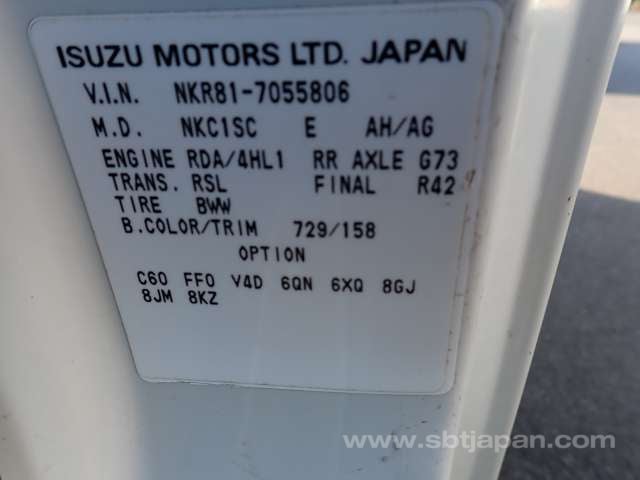 ISUZU MOTORS LTD. JAPAN
V.I.N. NKR81-7055806
M.D. NKC1SC E AH/AG
ENGINE RDA/4HL1 RR AXLE G73
TRANS. RSL FINAL R42
TIRE BWW
B.COLOR/TRIM 729/158
OPTION
C60 FF0 V4D 6QN 6XQ 8GJ
8JM 8KZ
www.sbtjapan.com